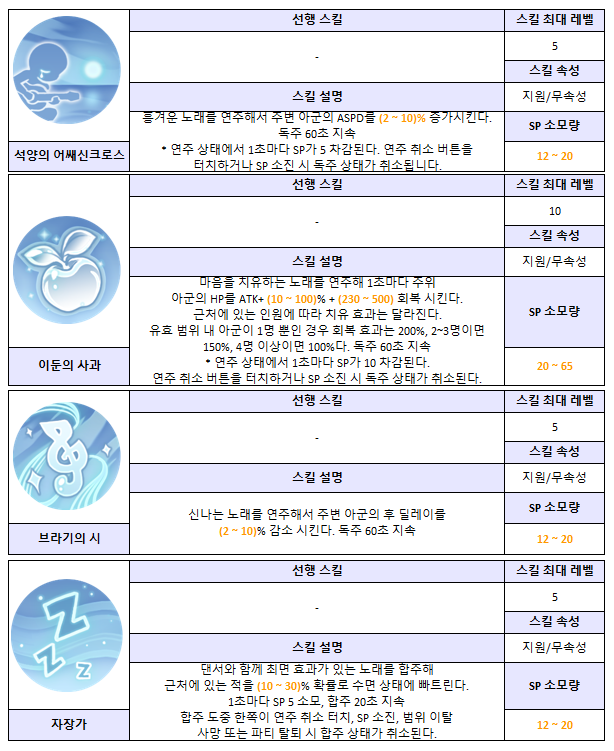 선행 스킬
스킬 최대 레벨
-
5
스킬 속성
스킬 설명
지원/무속성
흥겨운 노래를 연주해서 주변 아군의 ASPD를 (2 ~ 10)% 증가시킨다.
독주 60초 지속
* 연주 상태에서 1초마다 SP가 5 차감된다. 연주 취소 버튼을
터치하거나 SP 소진 시 독주 상태가 취소됩니다.
SP 소모량
석양의 어쌔신크로스
12 ~ 20
선행 스킬
스킬 최대 레벨
-
10
스킬 속성
스킬 설명
지원/무속성
마음을 치유하는 노래를 연주해 1초마다 주위
아군의 HP를 ATK+ (10 ~ 100)% + (230 ~ 500) 회복 시킨다.
근처에 있는 인원에 따라 치유 효과는 달라진다.
유효 범위 내 아군이 1명 뿐인 경우 회복 효과는 200%, 2~3명이면
150%, 4명 이상이면 100%다. 독주 60초 지속
* 연주 상태에서 1초마다 SP가 10 차감된다.
연주 취소 버튼을 터치하거나 SP 소진 시 독주 상태가 취소된다.
SP 소모량
이둔의 사과
20 ~ 65
선행 스킬
스킬 최대 레벨
-
5
스킬 속성
스킬 설명
지원/무속성
신나는 노래를 연주해서 주변 아군의 후 딜레이를
(2 ~ 10)% 감소 시킨다. 독주 60초 지속
SP 소모량
브라기의 시
12 ~ 20
선행 스킬
스킬 최대 레벨
-
5
스킬 속성
스킬 설명
지원/무속성
댄서와 함께 최면 효과가 있는 노래를 합주해
근처에 있는 적을 (10 ~ 30)% 확률로 수면 상태에 빠트린다.
1초마다 SP 5 소모, 합주 20초 지속
합주 도중 한쪽이 연주 취소 터치, SP 소진, 범위 이탈
사망 또는 파티 탈퇴 시 합주 상태가 취소된다.
SP 소모량
자장가
12 ~ 20